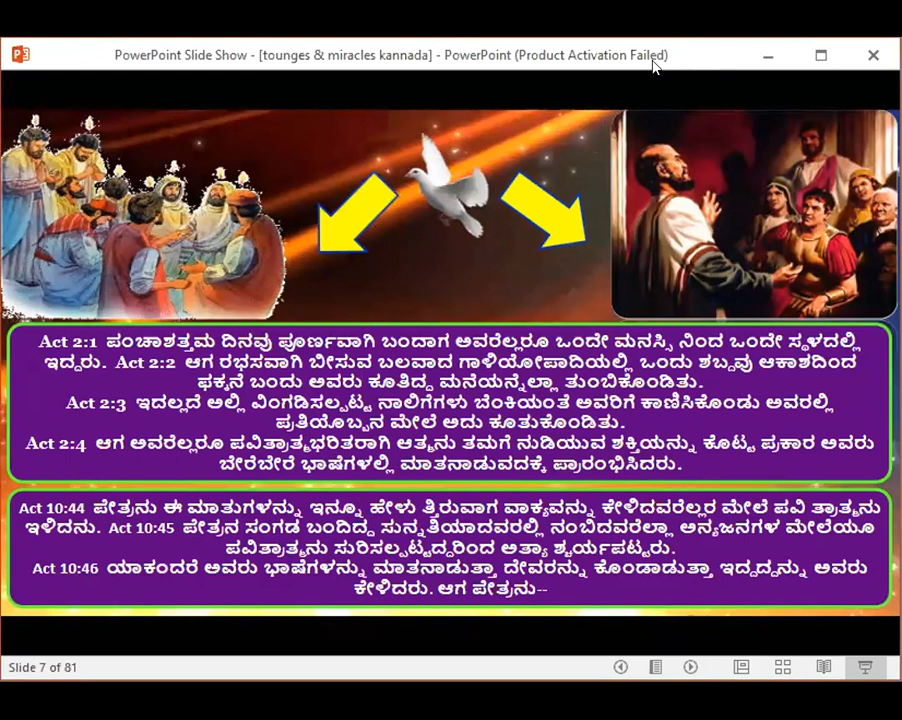 PowerPoint Slide Show - [tounges & miracles kannada] - PowerPoint (Product Activation Failed)
Act 2:1 ಪಂಚಾಶತ್ತಮ ದಿನವು ಪೂರ್ಣವಾಗಿ ಬಂದಾಗ ಅವರೆಲ್ಲರೂ ಒಂದೇ ಮನಸ್ಸಿ ನಿಂದ ಒಂದೇ ಸ್ಥಳದಲ್ಲಿ
ಇದ್ದರು. Act 2:2 ಆಗ ರಭಸವಾಗಿ ಬೀಸುವ ಬಲವಾದ ಗಾಳಿಯೋಪಾದಿಯಲ್ಲಿ ಒಂದು ಶಬ್ದವು ಆಕಾಶದಿಂದ
ಫಕ್ಕನೆ ಬಂದು ಅವರು ಕೂತಿದ್ದ ಮನೆಯನ್ನೆಲ್ಲಾ ತುಂಬಿಕೊಂಡಿತು.
Act 2:3 ಇದಲ್ಲದೆ ಅಲ್ಲಿ ವಿಂಗಡಿಸಲ್ಪಟ್ಟ ನಾಲಿಗೆಗಳು ಬೆಂಕಿಯಂತೆ ಅವರಿಗೆ ಕಾಣಿಸಿಕೊಂಡು ಅವರಲ್ಲಿ
ಪ್ರತಿಯೊಬ್ಬನ ಮೇಲೆ ಅದು ಕೂತುಕೊಂಡಿತು.
Act 2:4 ಆಗ ಅವರೆಲ್ಲರೂ ಪವಿತ್ರಾತ್ಮಭರಿತರಾಗಿ ಆತ್ಮನು ತಮಗೆ ನುಡಿಯುವ ಶಕ್ತಿಯನ್ನು ಕೊಟ್ಟ ಪ್ರಕಾರ ಅವರು
ಬೇರೆಬೇರೆ ಭಾಷೆಗಳಲ್ಲಿ ಮಾತನಾಡುವದಕ್ಕೆ ಪ್ರಾರಂಭಿಸಿದರು.
Act 10:44 ಪೇತ್ರನು ಈ ಮಾತುಗಳನ್ನು ಇನ್ನೂ ಹೇಳು ತ್ತಿರುವಾಗ ವಾಕ್ಯವನ್ನು ಕೇಳಿದವರೆಲ್ಲರ ಮೇಲೆ ಪವಿ ತ್ರಾತ್ಮನು
ಇಳಿದನು. Act 10:45 ಪೇತ್ರನ ಸಂಗಡ ಬಂದಿದ್ದ ಸುನ್ನತಿಯಾದವರಲ್ಲಿ ನಂಬಿದವರೆಲ್ಲಾ ಅನ್ಯಜನಗಳ ಮೇಲೆಯೂ
ಪವಿತ್ರಾತ್ಮನು ಸುರಿಸಲ್ಪಟ್ಟದ್ದರಿಂದ ಅತ್ಯಾ ಶ್ಚರ್ಯಪಟ್ಟರು.
Act 10:46 ಯಾಕಂದರೆ ಅವರು ಭಾಷೆಗಳನ್ನು ಮಾತನಾಡುತ್ತಾ ದೇವರನ್ನು ಕೊಂಡಾಡುತ್ತಾ ಇದ್ದದ್ದನ್ನು ಅವರು
ಕೇಳಿದರು. ಆಗ ಪೇತ್ರನು--
Slide 7 of 81